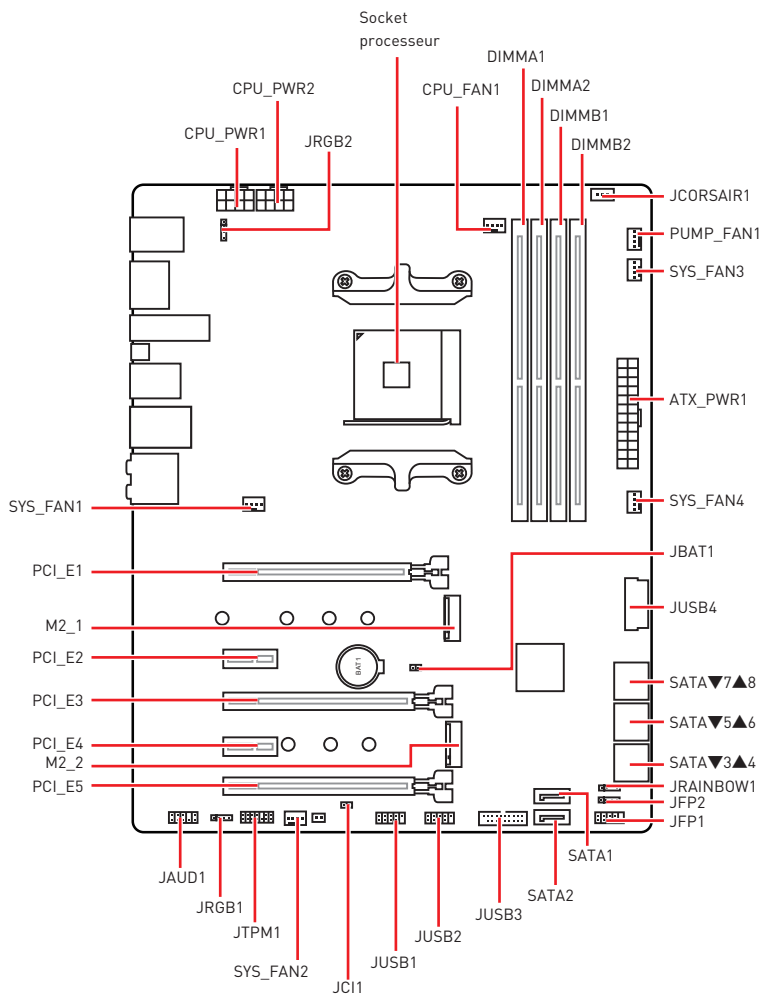 Socket
processeur
DIMMA1
DIMMA2
CPU_FAN1
CPU_PWR2
DIMMB1
CPU_PWR1
JRGB2
DIMMB2
JCORSAIR1
PUMP_FAN1
SYS_FAN3
ATX_PWR1
SYS_FAN1
SYS_FAN4
JBAT1
PCI_E1
JUSB4
M2_1
PCI_E2
BAT1
SATA▼7▲8
PCI_E3
SATA▼5▲6
PCI_E4
M2_2
SATA▼3▲4
PCI_E5
JRAINBOW1
JFP2
JFP1
SATA1
JAUD1
SATA2
JRGB1
JUSB3
JTPM1
JUSB2
JUSB1
SYS_FAN2
JCI1